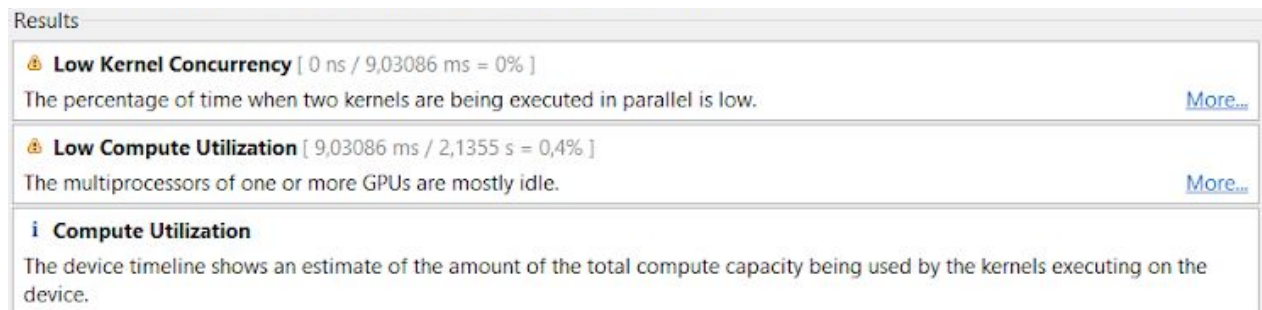 Results
Low Kernel Concurrency [ 0 ns / 9,03086 ms = 0% ]
The percentage of time when two kernels are being executed in parallel is low. More...
Low Compute Utilization [ 9,03086 ms / 2,1355 s = 0,4% ]
The multiprocessors of one or more GPUs are mostly idle. More...
i Compute Utilization
The device timeline shows an estimate of the amount of the total compute capacity being used by the kernels executing on the
device.